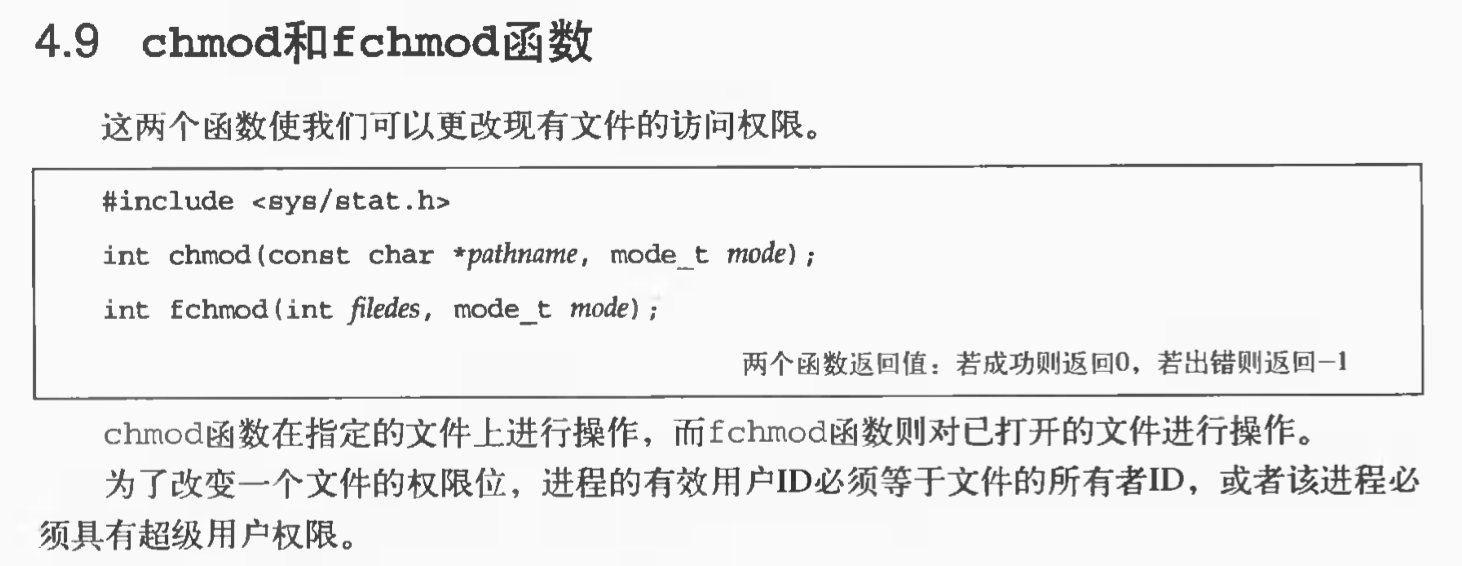 4.9 chmod和fchmod函数
这两个函数使我们可以更改现有文件的访问权限。
#include <sys/stat.h>
int chmod(const char *pathname, mode_t mode);
int fchmod(int filedes, mode_t mode);
两个函数返回值：若成功则返回0，若出错则返回−1
chmod函数在指定的文件上进行操作，而fchmod函数则对已打开的文件进行操作。
为了改变一个文件的权限位，进程的有效用户ID必须等于文件的所有者ID，或者该进程必
须具有超级用户权限。